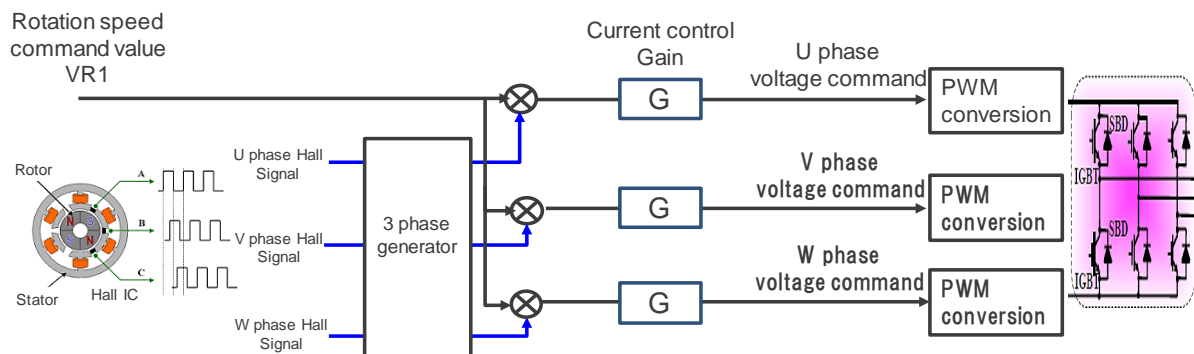 Rotation speed
command value
VR1
Current control
Gain
U phase
voltage command
G
PWM
conversion
U phase Hall
Signal
Rotor
A
N
S
B
S
N
C
Stator
Hall IC
V phase Hall
Signal
3 phase
generator
G
V phase
voltage command
PWM
conversion
W phase Hall
Signal
G
W phase
voltage command
PWM
conversion
SBD
IGBT
SBD
IGBT